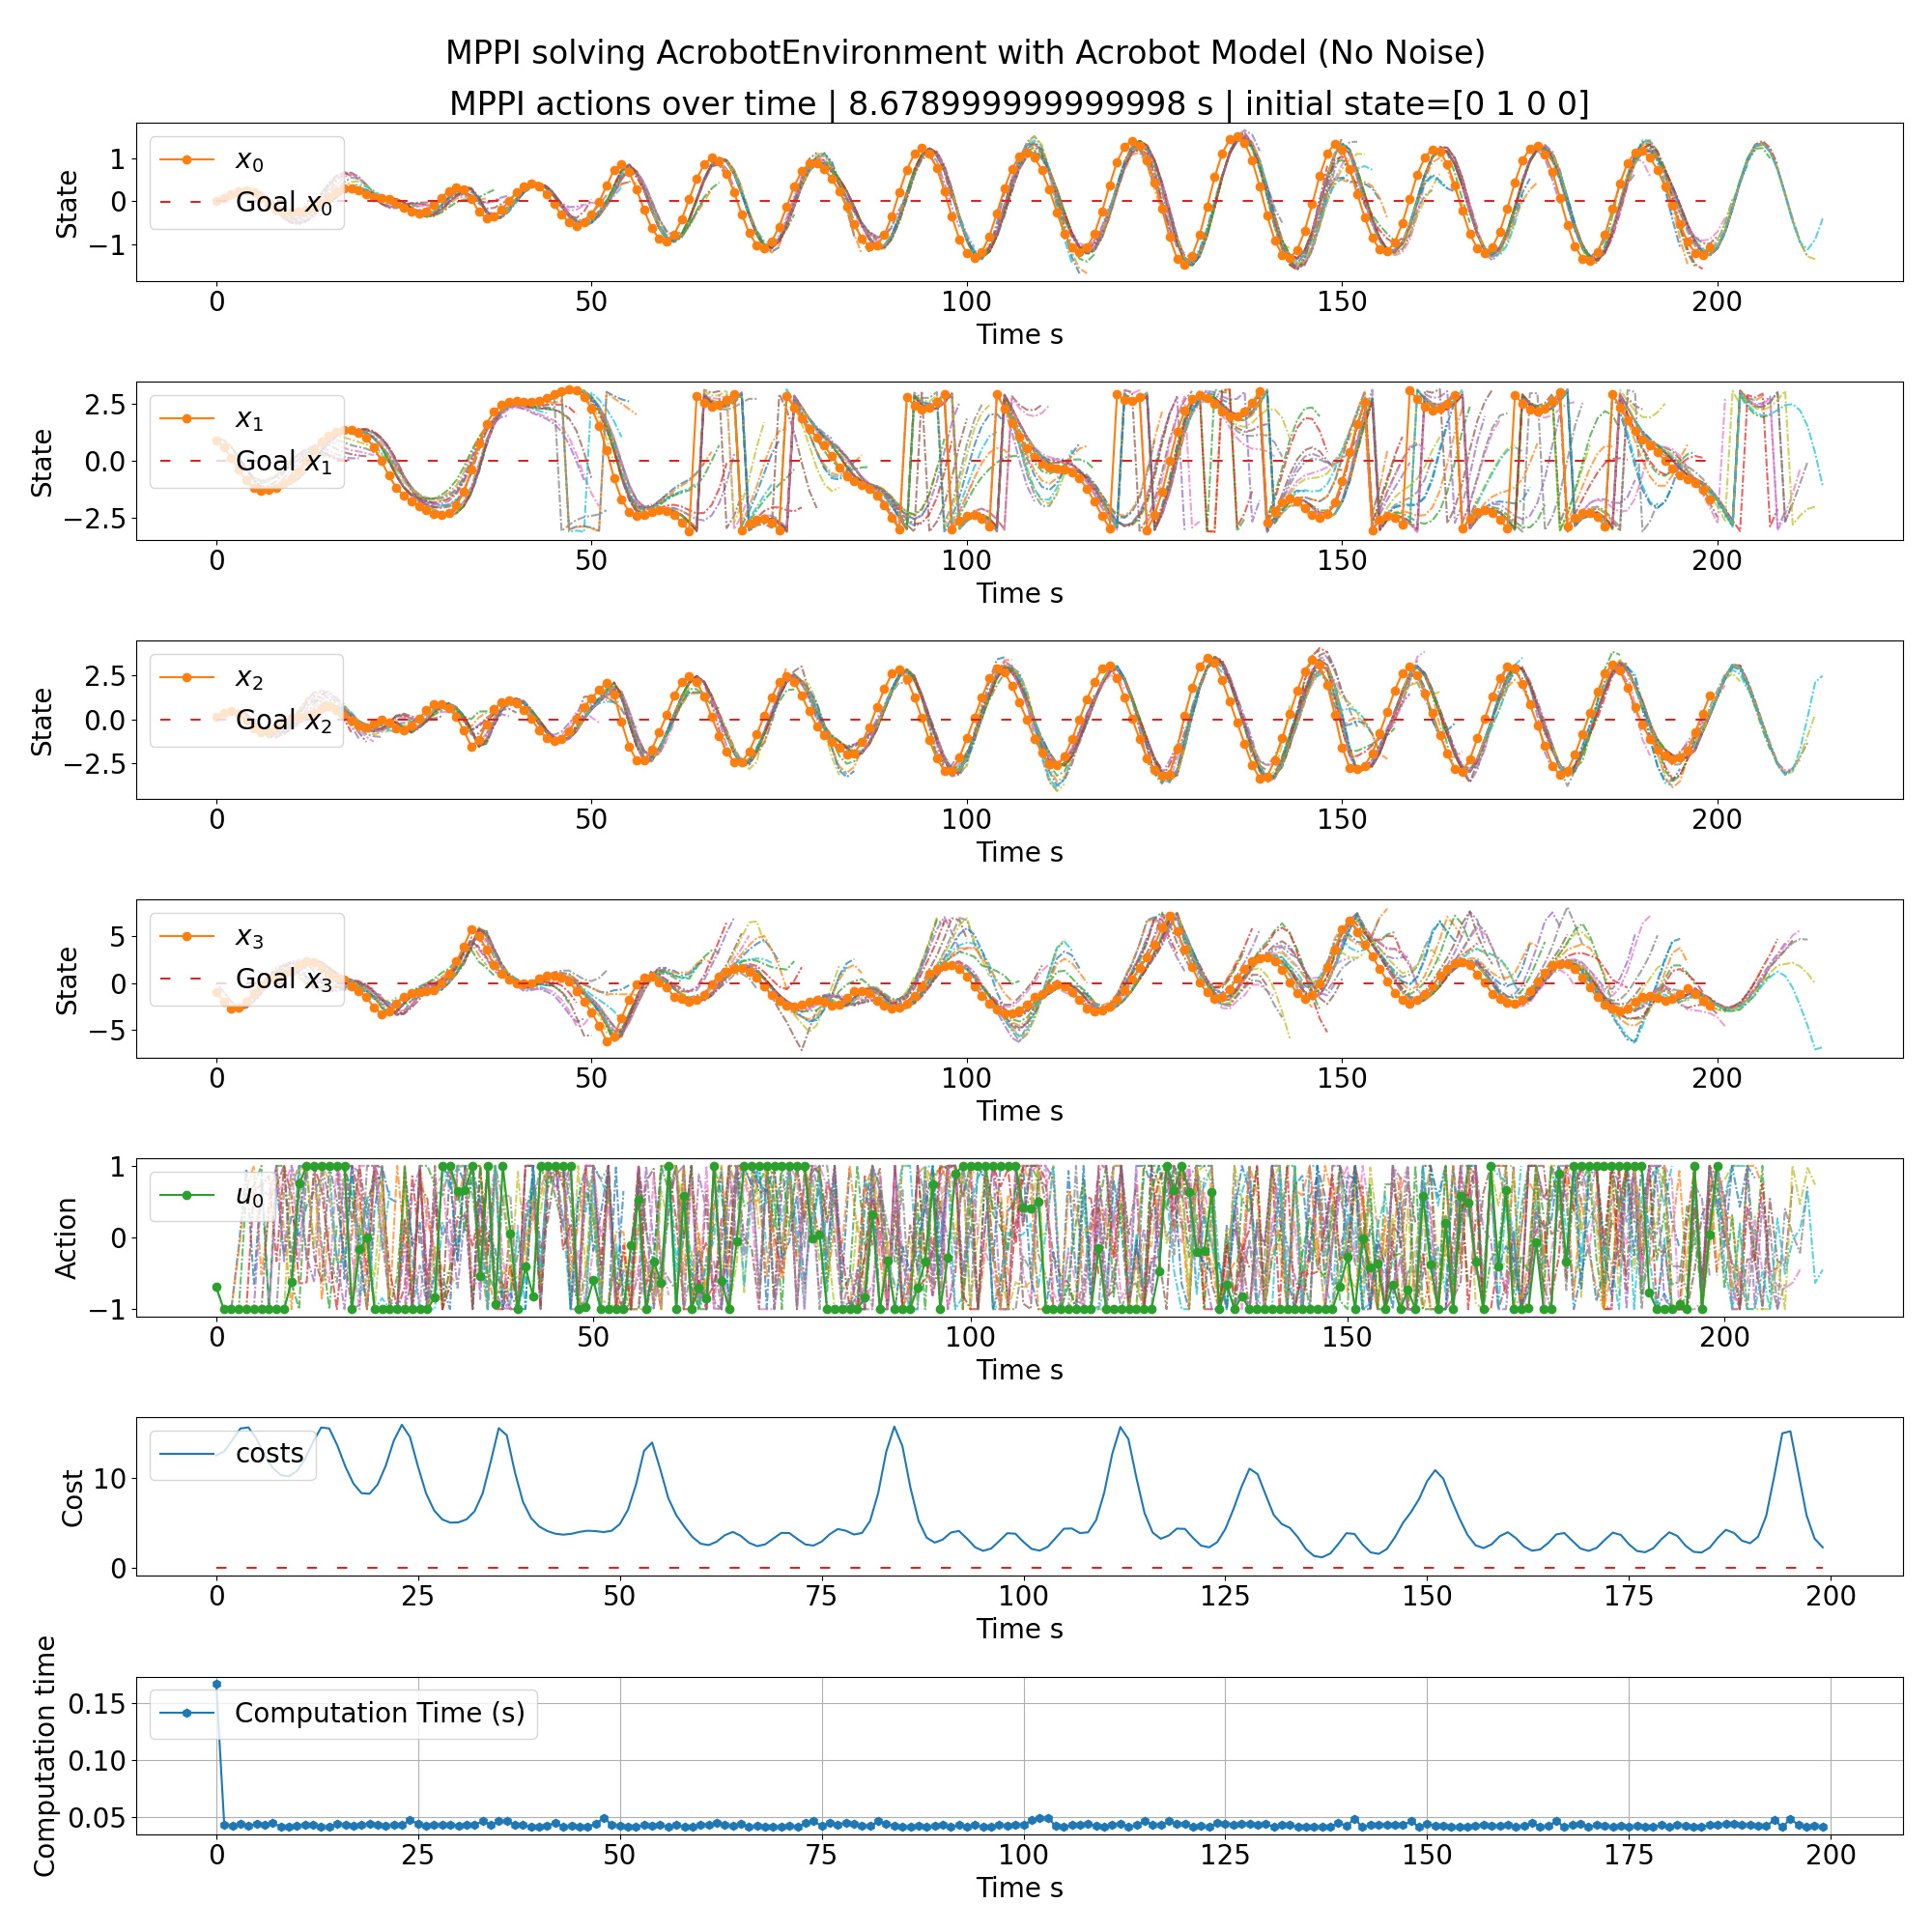 MPPI solving AcrobotEnvironment with Acrobot Model (No Noise)
MPPI actions over time | 8.678999999999998 s | initial state=[0 1 0 0]
State
1
0
−1
x₀
Goal x₀
0 50 100 150 200
Time s
State
2.5
0.0
−2.5
x₁
Goal x₁
0 50 100 150 200
Time s
State
2.5
0.0
−2.5
x₂
Goal x₂
0 50 100 150 200
Time s
State
5
0
−5
x₃
Goal x₃
0 50 100 150 200
Time s
Action
1
0
−1
u₀
0 50 100 150 200
Time s
Cost
10
0
costs
0 25 50 75 100 125 150 175 200
Time s
Computation time
0.15
0.10
0.05
Computation Time (s)
0 25 50 75 100 125 150 175 200
Time s